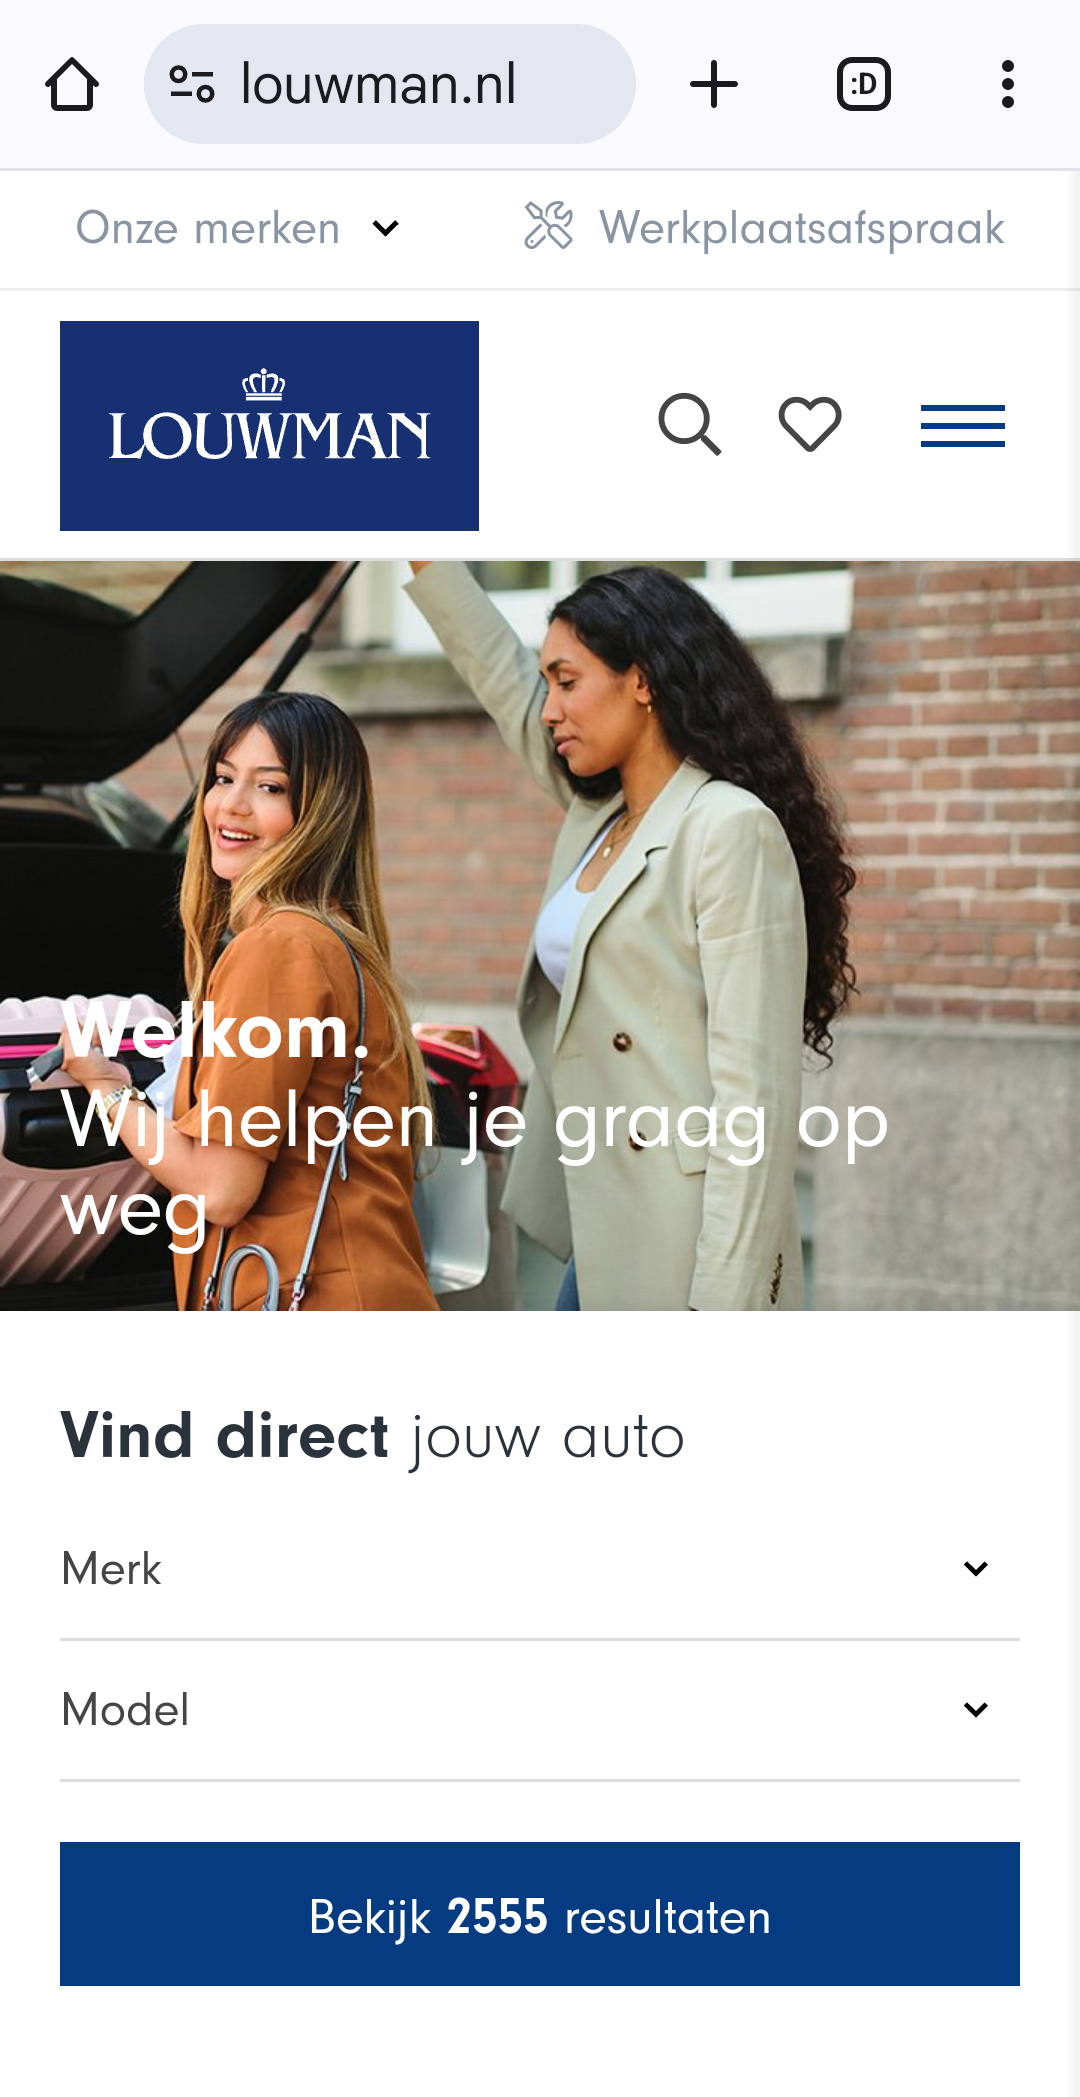 louwman.nl
:D
Onze merken
Werkplaatsafspraak
LOUWMAN
Welkom.
Wij helpen je graag op
weg
Vind direct jouw auto
Merk
Model
Bekijk 2555 resultaten